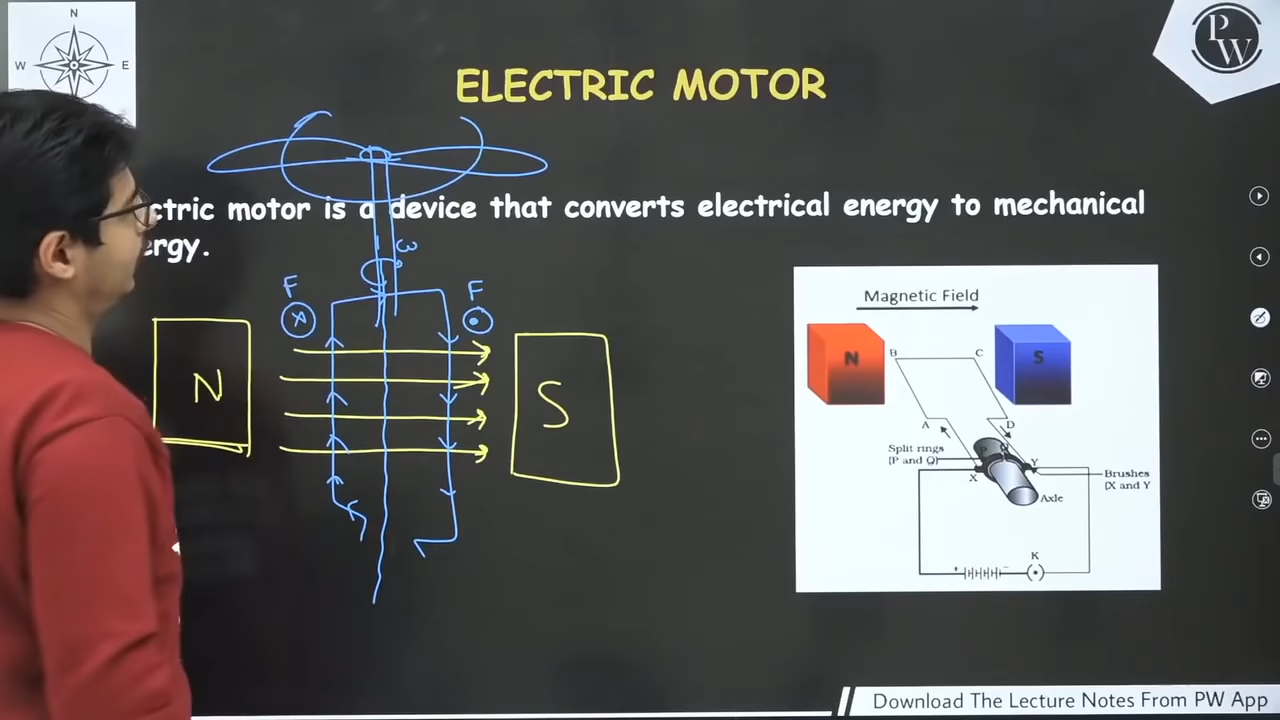 N
W
E
P
W
ELECTRIC MOTOR
ctric motor is a device that converts electrical energy to mechanical
ergy.
ω
F
F
N
S
Magnetic Field
N
S
B
C
A
D
Split rings
(P and Q)
X
Y
Brushes
(X and Y
Axle
K
+
−
Download The Lecture Notes From PW App